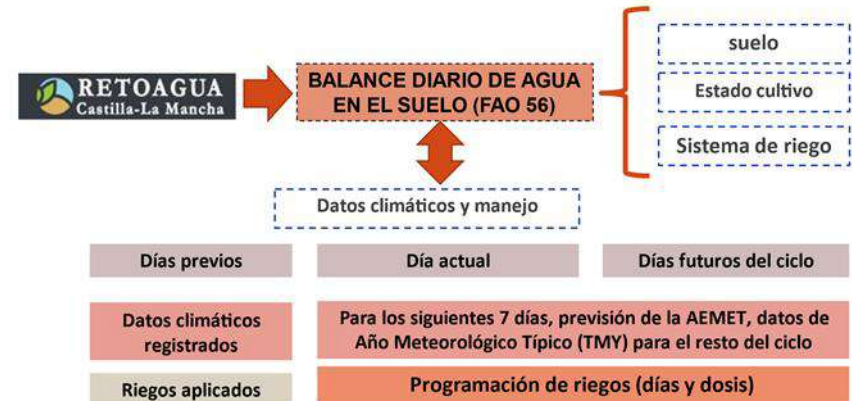 RETOAGUA
Castilla-La Mancha
BALANCE DIARIO DE AGUA
EN EL SUELO (FAO 56)
suelo
Estado cultivo
Sistema de riego
Datos climáticos y manejo
Días previos
Día actual
Días futuros del ciclo
Datos climáticos
registrados
Para los siguientes 7 días, previsión de la AEMET, datos de
Año Meteorológico Típico (TMY) para el resto del ciclo
Riegos aplicados
Programación de riegos (días y dosis)